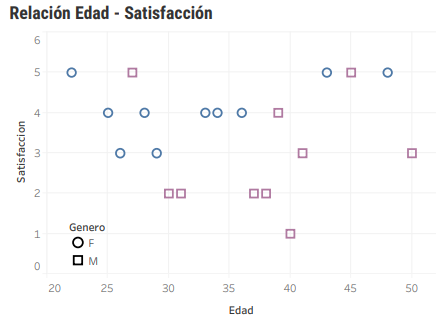 Relación Edad - Satisfacción
6
5
4
3
2
1
0
Satisfaccion
Genero
F
M
20 25 30 35 40 45 50
Edad